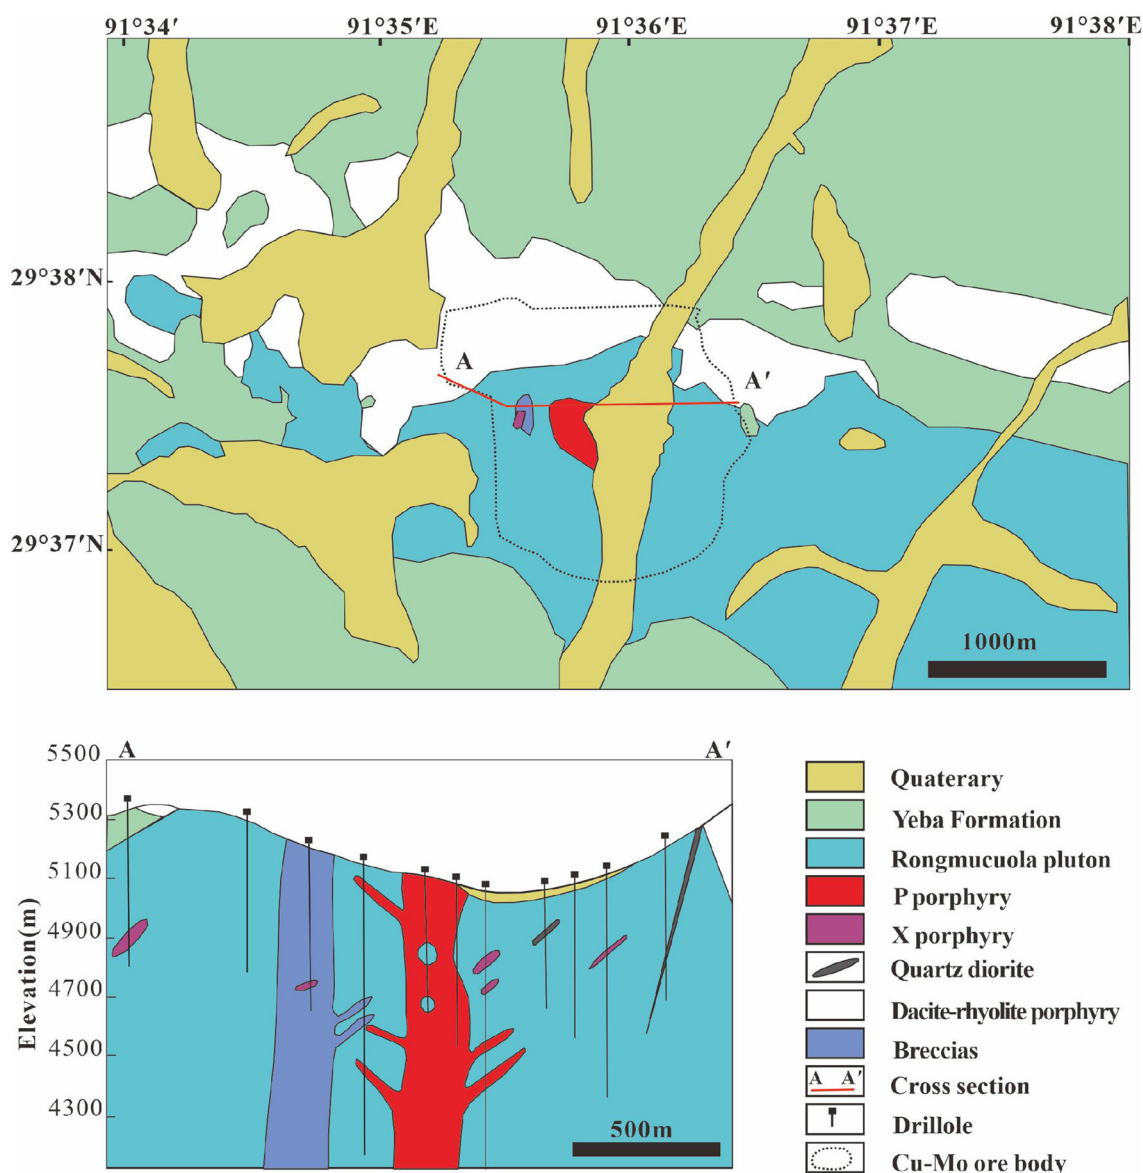 91°34′ 91°35′E 91°36′E 91°37′E 91°38′E
29°38′N
A A′
29°37′N
1000m
A A′
5500
5300
5100
4900
4700
4500
4300
Elevation(m)
500m
Quaterary
Yeba Formation
Rongmucuola pluton
P porphyry
X porphyry
Quartz diorite
Dacite-rhyolite porphyry
Breccias
A A′ Cross section
Drillole
Cu-Mo ore body